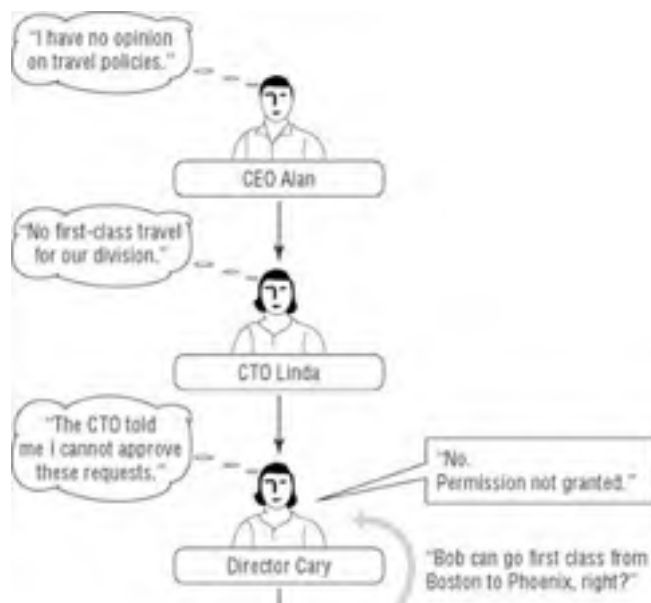 "I have no opinion
on travel policies."
CEO Alan
"No first-class travel
for our division."
CTO Linda
"The CTO told
me I cannot approve
these requests."
"No.
Permission not granted."
Director Cary
"Bob can go first class from
Boston to Phoenix, right?"